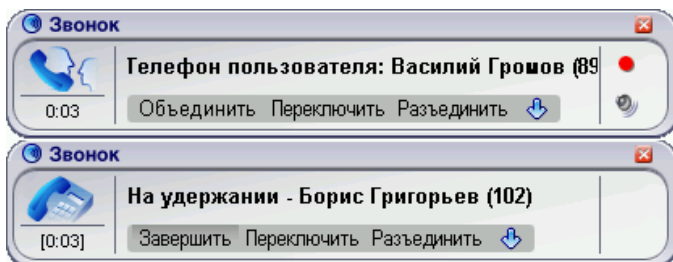 Звонок
Телефон пользователя: Василий Громов (89
0:03
Объединить Переключить Разъединить
Звонок
На удержании - Борис Григорьев (102)
[0:03]
Завершить Переключить Разъединить